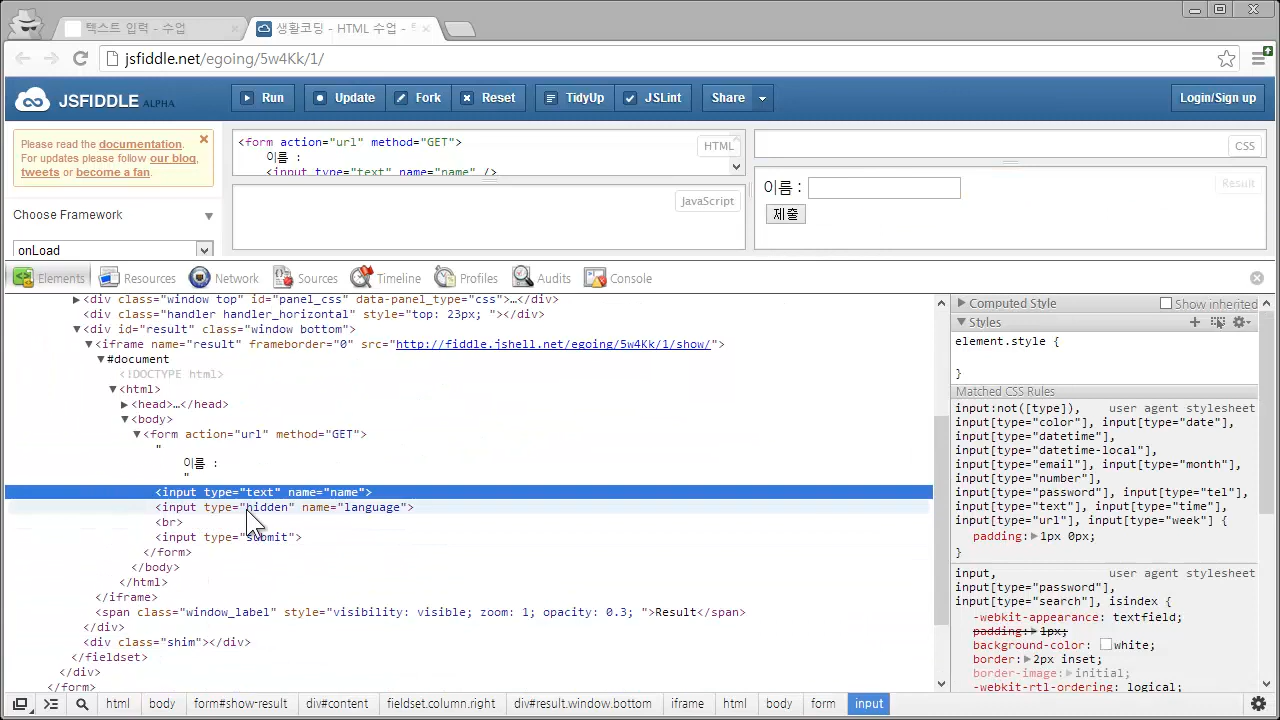 텍스트 입력 - 수업
생활코딩 - HTML 수업 -
jsfiddle.net/egoing/5w4Kk/1/
JSFIDDLE ALPHA
Run
Update
Fork
Reset
TidyUp
JSLint
Share
Login/Sign up
Please read the documentation.
For updates please follow our blog,
tweets or become a fan.
Choose Framework
onLoad
<form action="url" method="GET">
이름 :
<input type="text" name="name" />
HTML
JavaScript
CSS
이름 :
제출
Result
Elements
Resources
Network
Sources
Timeline
Profiles
Audits
Console
<div class="window top" id="panel_css" data-panel_type="css">…</div>
<div class="handler handler_horizontal" style="top: 23px; "></div>
<div id="result" class="window bottom">
<iframe name="result" frameborder="0" src="http://fiddle.jshell.net/egoing/5w4Kk/1/show/">
#document
<!DOCTYPE html>
<html>
<head>…</head>
<body>
<form action="url" method="GET">
"
이름 :
"
<input type="text" name="name">
<input type="hidden" name="language">
<br>
<input type="submit">
</form>
</body>
</html>
</iframe>
<span class="window_label" style="visibility: visible; zoom: 1; opacity: 0.3; ">Result</span>
</div>
<div class="shim"></div>
</fieldset>
</div>
</form>
Computed Style
Show inherited
Styles
element.style {
}
Matched CSS Rules
input:not([type]), user agent stylesheet
input[type="color"], input[type="date"],
input[type="datetime"],
input[type="datetime-local"],
input[type="email"], input[type="month"],
input[type="number"],
input[type="password"], input[type="tel"],
input[type="text"], input[type="time"],
input[type="url"], input[type="week"] {
padding: 1px 0px;
}
input, user agent stylesheet
input[type="password"],
input[type="search"], isindex {
-webkit-appearance: textfield;
padding: 1px;
background-color: white;
border: 2px inset;
border-image: initial;
-webkit-rtl-ordering: logical;
html
body
form#show-result
div#content
fieldset.column.right
div#result.window.bottom
iframe
html
body
form
input